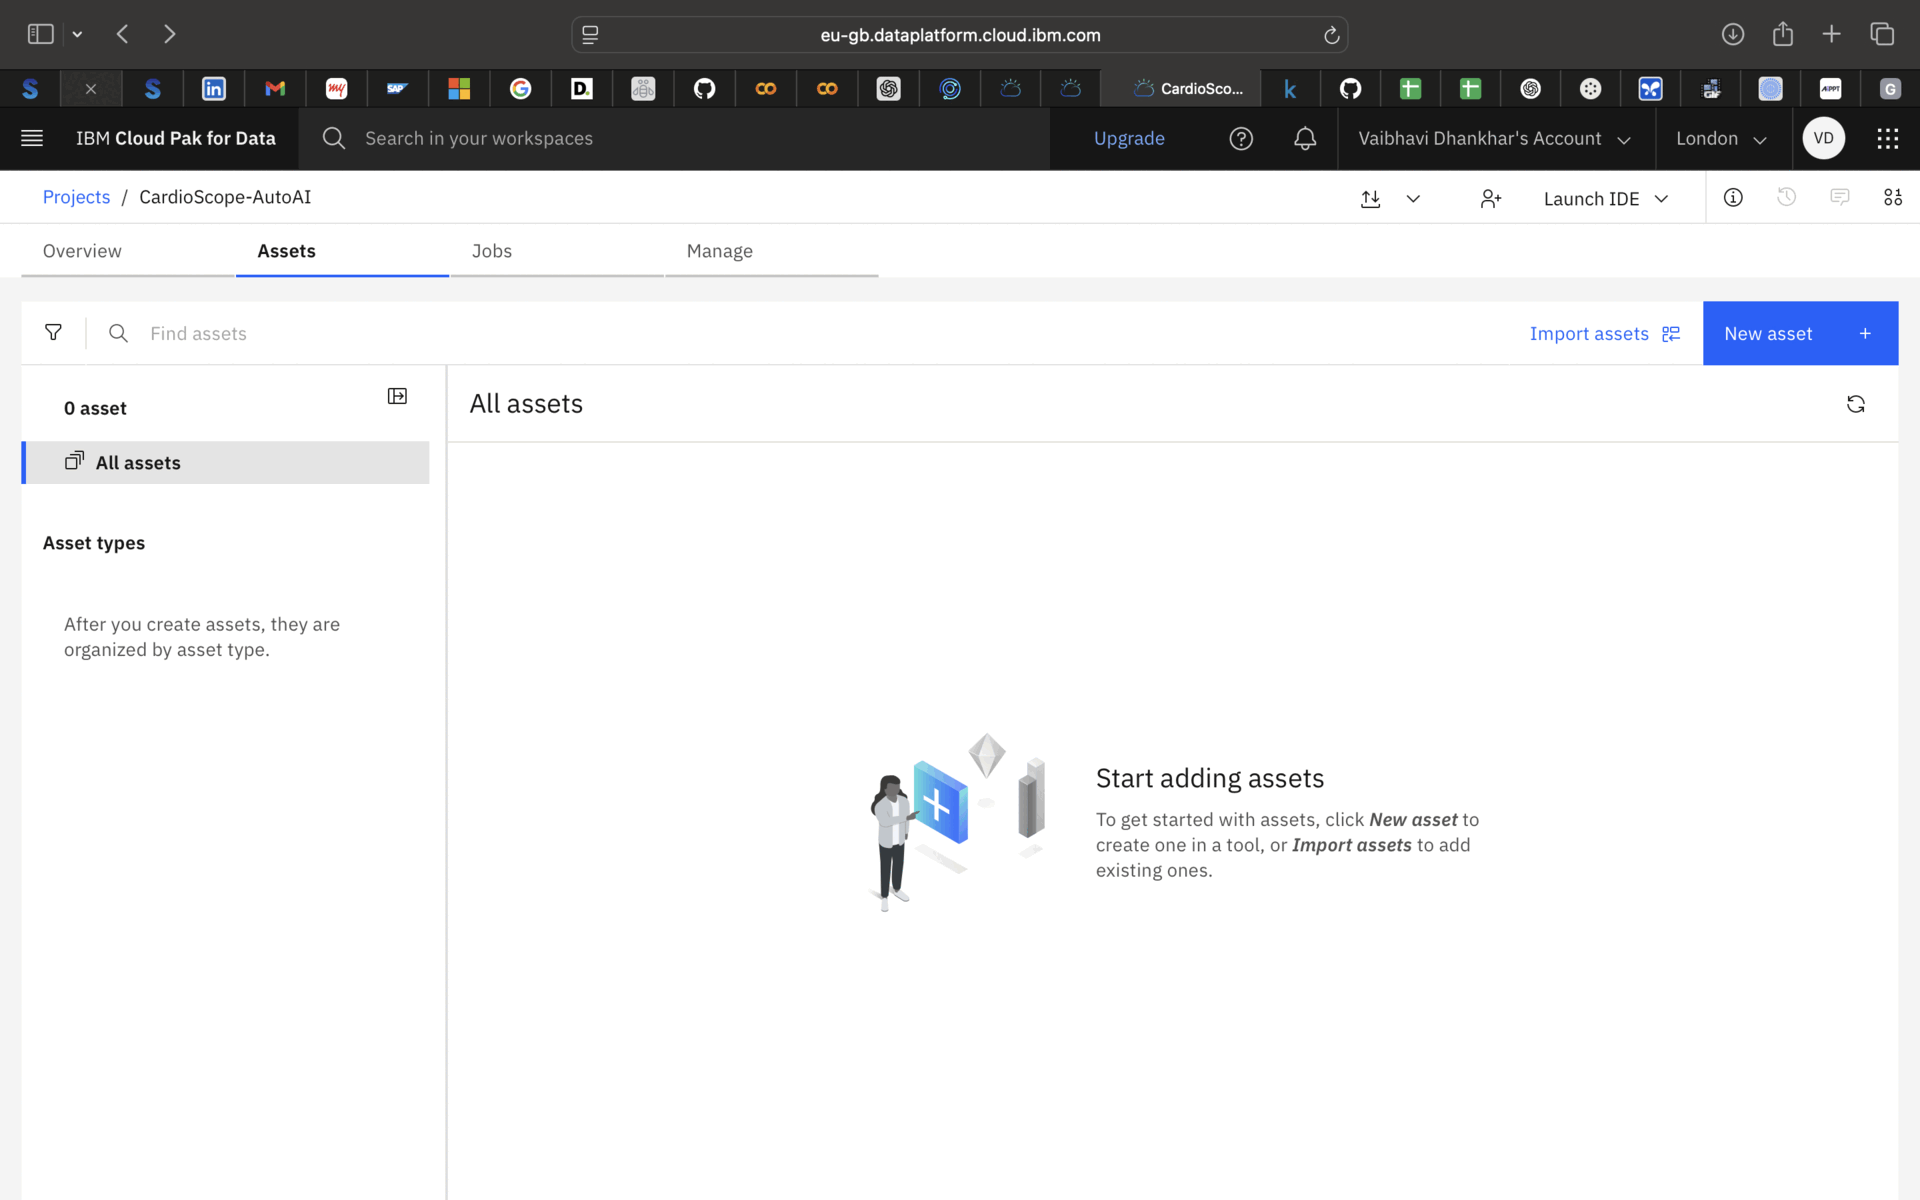 eu-gb.dataplatform.cloud.ibm.com
CardioSco...
IBM Cloud Pak for Data
Search in your workspaces
Upgrade
Vaibhavi Dhankhar's Account
London
VD
Projects / CardioScope-AutoAI
Launch IDE
Overview
Assets
Jobs
Manage
Find assets
Import assets
New asset +
0 asset
All assets
All assets
Asset types
After you create assets, they are
organized by asset type.
Start adding assets
To get started with assets, click New asset to
create one in a tool, or Import assets to add
existing ones.